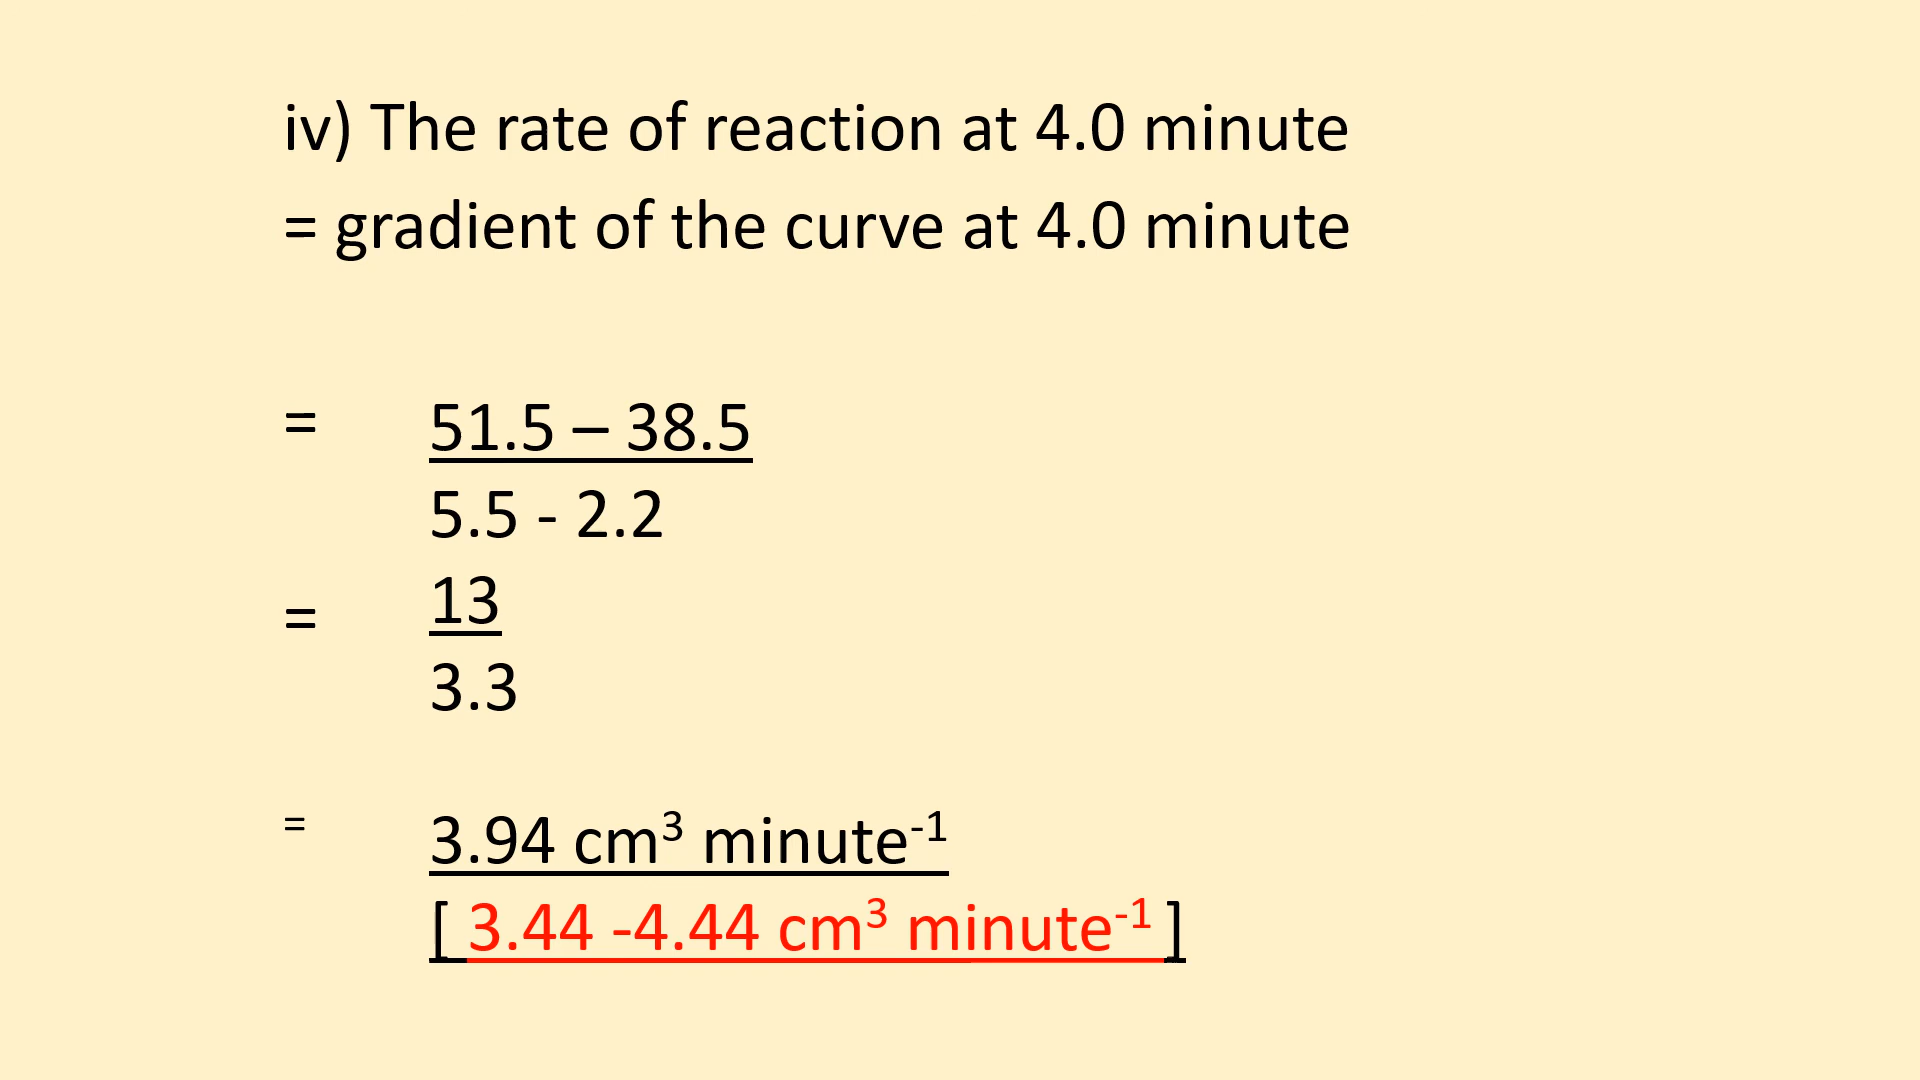 iv) The rate of reaction at 4.0 minute
= gradient of the curve at 4.0 minute
= 51.5 – 38.5
5.5 - 2.2
= 13
3.3
= 3.94 cm³ minute⁻¹
[ 3.44 -4.44 cm³ minute⁻¹ ]